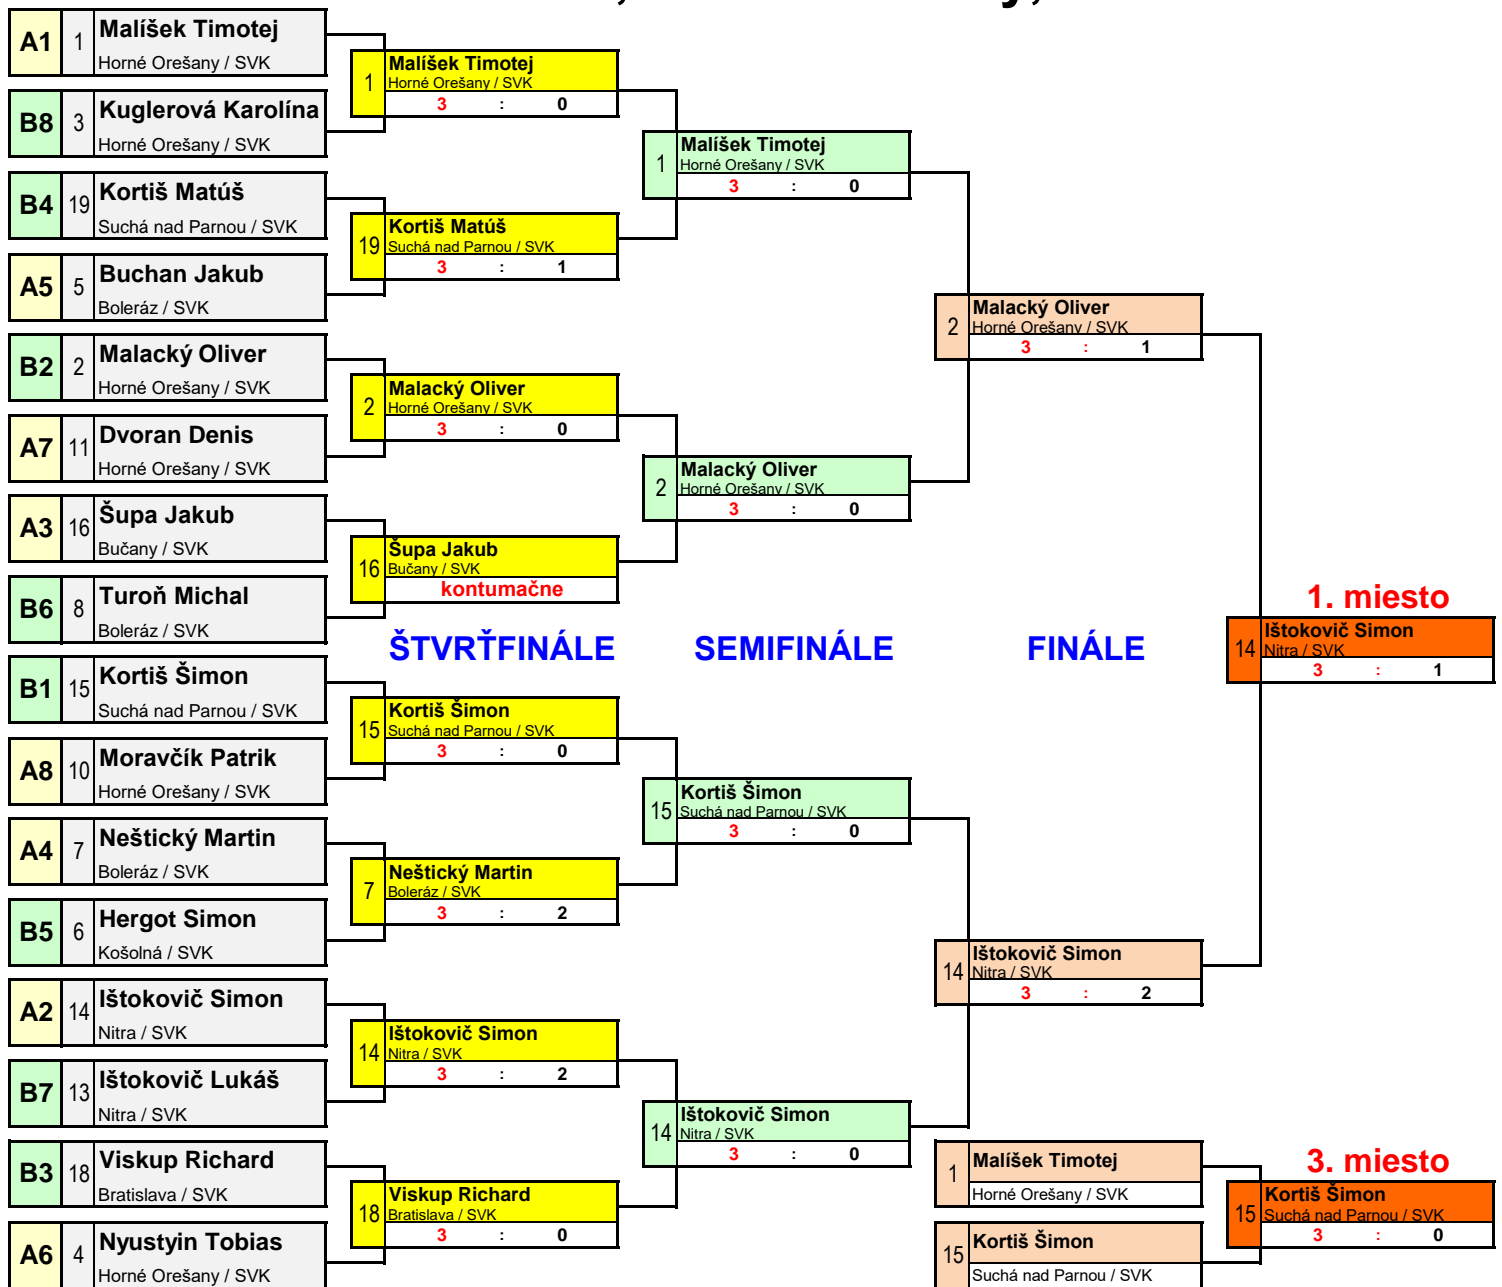 A1 1 Malíšek Timotej
Horné Orešany / SVK
B8 3 Kuglerová Karolína
Horné Orešany / SVK
B4 19 Kortiš Matúš
Suchá nad Parnou / SVK
A5 5 Buchan Jakub
Boleráz / SVK
B2 2 Malacký Oliver
Horné Orešany / SVK
A7 11 Dvoran Denis
Horné Orešany / SVK
A3 16 Šupa Jakub
Bučany / SVK
B6 8 Turoň Michal
Boleráz / SVK
B1 15 Kortiš Šimon
Suchá nad Parnou / SVK
A8 10 Moravčík Patrik
Horné Orešany / SVK
A4 7 Neštický Martin
Boleráz / SVK
B5 6 Hergot Simon
Košolná / SVK
A2 14 Ištokovič Simon
Nitra / SVK
B7 13 Ištokovič Lukáš
Nitra / SVK
B3 18 Viskup Richard
Bratislava / SVK
A6 4 Nyustyin Tobias
Horné Orešany / SVK
1 Malíšek Timotej
Horné Orešany / SVK
3 : 0
19 Kortiš Matúš
Suchá nad Parnou / SVK
3 : 1
2 Malacký Oliver
Horné Orešany / SVK
3 : 0
16 Šupa Jakub
Bučany / SVK
kontumačne
ŠTVRŤFINÁLE SEMIFINÁLE FINÁLE
15 Kortiš Šimon
Suchá nad Parnou / SVK
3 : 0
7 Neštický Martin
Boleráz / SVK
3 : 2
14 Ištokovič Simon
Nitra / SVK
3 : 2
18 Viskup Richard
Bratislava / SVK
3 : 0
1 Malíšek Timotej
Horné Orešany / SVK
3 : 0
2 Malacký Oliver
Horné Orešany / SVK
3 : 0
15 Kortiš Šimon
Suchá nad Parnou / SVK
3 : 0
14 Ištokovič Simon
Nitra / SVK
3 : 0
2 Malacký Oliver
Horné Orešany / SVK
3 : 1
14 Ištokovič Simon
Nitra / SVK
3 : 2
1 Malíšek Timotej
Horné Orešany / SVK
15 Kortiš Šimon
Suchá nad Parnou / SVK
1. miesto
14 Ištokovič Simon
Nitra / SVK
3 : 1
3. miesto
15 Kortiš Šimon
Suchá nad Parnou / SVK
3 : 0